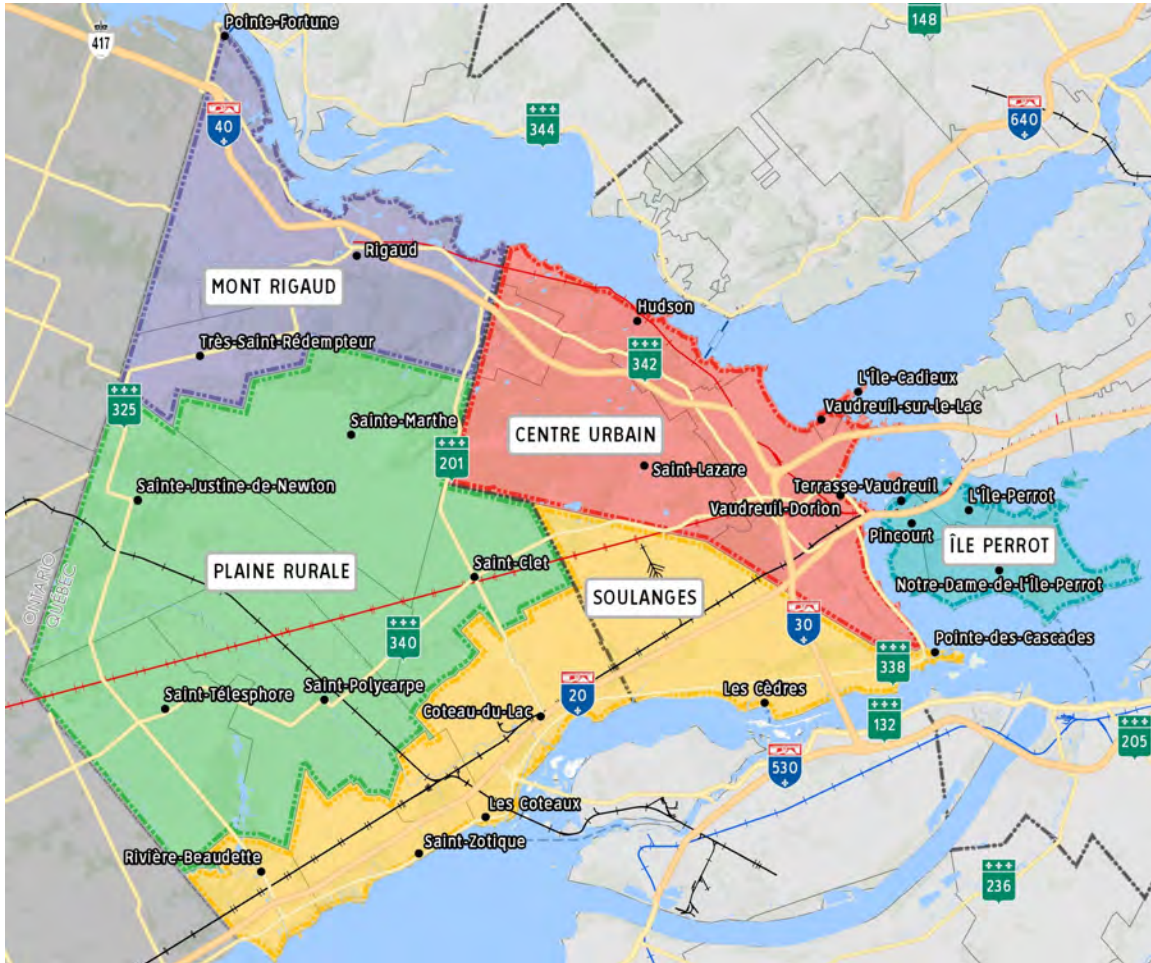 148
Pointe-Fortune
417
40
344
640
Rigaud
MONT RIGAUD
Hudson
Très-Saint-Rédempteur
342
L'Île-Cadieux
325
Vaudreuil-sur-le-Lac
Sainte-Marthe
CENTRE URBAIN
201
Saint-Lazare
Sainte-Justine-de-Newton
Terrasse-Vaudreuil
L'Île-Perrot
Vaudreuil-Dorion
Pincourt
ÎLE PERROT
ONTARIO
QUÉBEC
PLAINE RURALE
Saint-Clet
Notre-Dame-de-l'Île-Perrot
SOULANGES
30
340
Pointe-des-Cascades
338
Saint-Télesphore
Saint-Polycarpe
20
Les Cèdres
Coteau-du-Lac
132
205
530
Les Coteaux
Saint-Zotique
Rivière-Beaudette
236